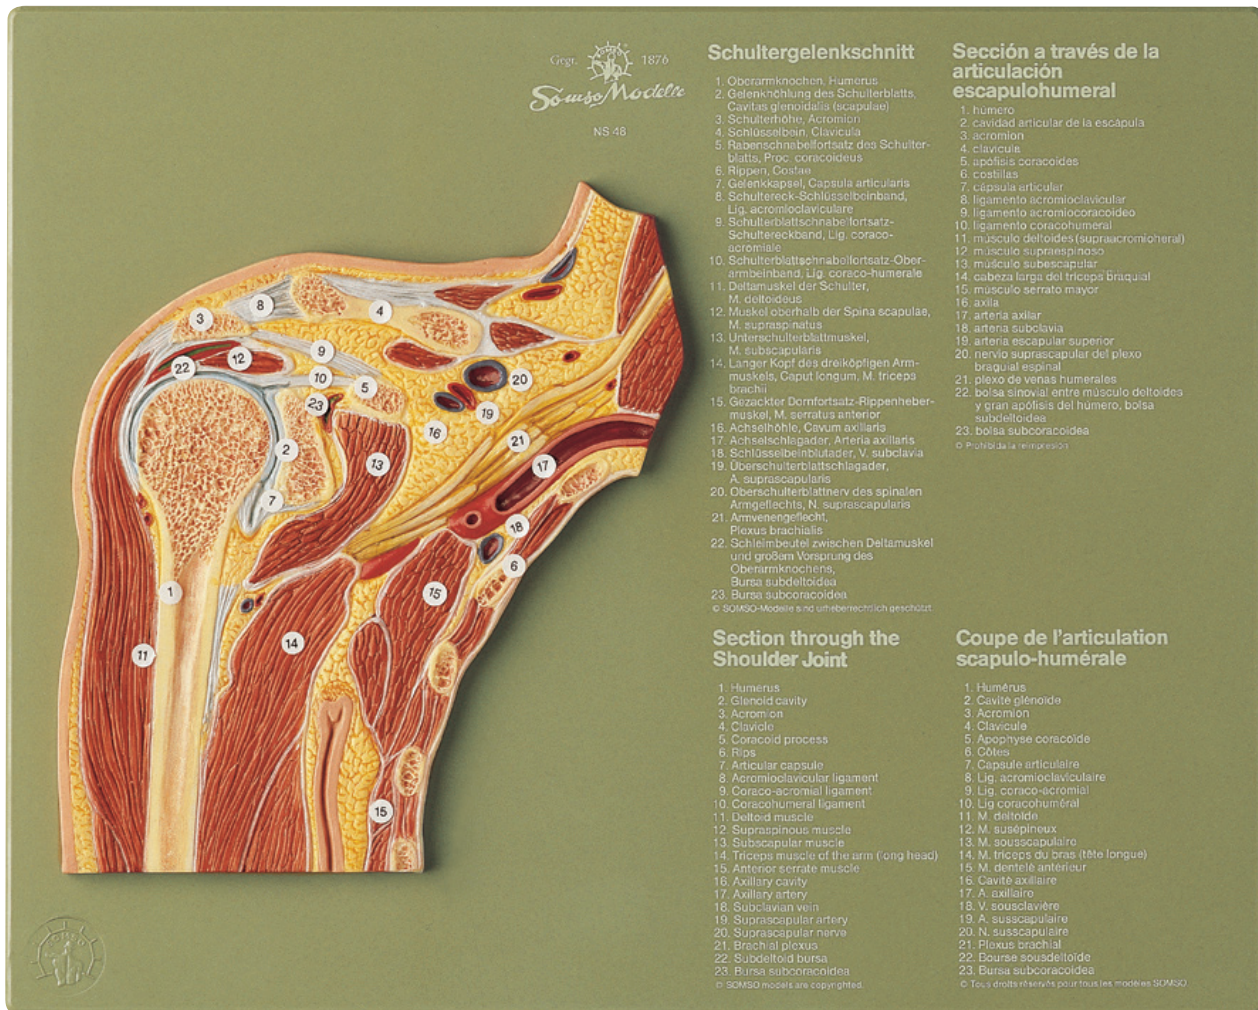 Gegr. 1876
SOMSO
Somso Modelle
NS 48
Schultergelenkschnitt
1. Oberarmknochen, Humerus
2. Gelenkhöhlung des Schulterblatts,
Cavitas glenoidalis (scapulae)
3. Schulterhöhe, Acromion
4. Schlüsselbein, Clavicula
5. Rabenschnabelfortsatz des Schulter-
blatts, Proc. coracoideus
6. Rippen, Costae
7. Gelenkkapsel, Capsula articularis
8. Schultereck-Schlüsselbeinband,
Lig. acromioclaviculare
9. Schulterblattschnabelfortsatz-
Schultereckband, Lig. coraco-
acromiale
10. Schulterblattschnabelfortsatz-Ober-
armbeinband, Lig. coraco-humerale
11. Deltamuskel der Schulter,
M. deltoideus
12. Muskel oberhalb der Spina scapulae,
M. supraspinatus
13. Unterschulterblattmuskel,
M. subscapularis
14. Langer Kopf des dreiköpfigen Arm-
muskels, Caput longum, M. triceps
brachii
15. Gezackter Dornfortsatz-Rippenheber-
muskel, M. serratus anterior
16. Achselhöhle, Cavum axillaris
17. Achselschlagader, Arteria axillaris
18. Schlüsselbeinblutader, V. subclavia
19. Überschulterblattschlagader,
A. suprascapularis
20. Oberschulterblattnerv des spinalen
Armgeflechts, N. suprascapularis
21. Armvenengeflecht,
Plexus brachialis
22. Schleimbeutel zwischen Deltamuskel
und großem Vorsprung des
Oberarmknochens,
Bursa subdeltoidea
23. Bursa subcoracoidea
© SOMSO-Modelle sind urheberrechtlich geschützt.
Sección a través de la
articulación
escapulohumeral
1. húmero
2. cavidad articular de la escápula
3. acromion
4. clavicula
5. apófisis coracoides
6. costillas
7. cápsula articular
8. ligamento acromioclavicular
9. ligamento acromiocoracoideo
10. ligamento coracohumeral
11. músculo deltoides (supraacromioheral)
12. músculo supraespinoso
13. músculo subescapular
14. cabeza larga del triceps braquial
15. músculo serrato mayor
16. axila
17. arteria axilar
18. arteria subclavia
19. arteria escapular superior
20. nervio suprascapular del plexo
braguial espinal
21. plexo de venas humerales
22. bolsa sinovial entre músculo deltoides
y gran apófisis del húmero, bolsa
subdeltoidea
23. bolsa subcoracoidea
© Prohibida la reimpresión
Section through the
Shoulder Joint
1. Humerus
2. Glenoid cavity
3. Acromion
4. Clavicle
5. Coracoid process
6. Rips
7. Articular capsule
8. Acromioclavicular ligament
9. Coraco-acromial ligament
10. Coracohumeral ligament
11. Deltoid muscle
12. Supraspinous muscle
13. Subscapular muscle
14. Triceps muscle of the arm (long head)
15. Anterior serrate muscle
16. Axillary cavity
17. Axillary artery
18. Subclavian vein
19. Suprascapular artery
20. Suprascapular nerve
21. Brachial plexus
22. Subdeltoid bursa
23. Bursa subcoracoidea
© SOMSO models are copyrighted.
Coupe de l'articulation
scapulo-humérale
1. Humérus
2. Cavité glénoide
3. Acromion
4. Clavicule
5. Apophyse coracoide
6. Côtes
7. Capsule articulaire
8. Lig. acromioclaviculaire
9. Lig. coraco-acromial
10. Lig coracohuméral
11. M. deltoide
12. M. susépineux
13. M. sousscapulaire
14. M. triceps du bras (tête longue)
15. M. dentelé antérieur
16. Cavité axillaire
17. A. axillaire
18. V. sousclavière
19. A. susscapulaire
20. N. susscapulaire
21. Plexus brachial
22. Bourse sousdeltoide
23. Bursa subcoracoidea
© Tous droits réservés pour tous les modèles SOMSO
8
3
4
12
22
9
10
5
20
23
19
16
21
2
13
17
7
18
6
1
15
14
11
15
SOMSO